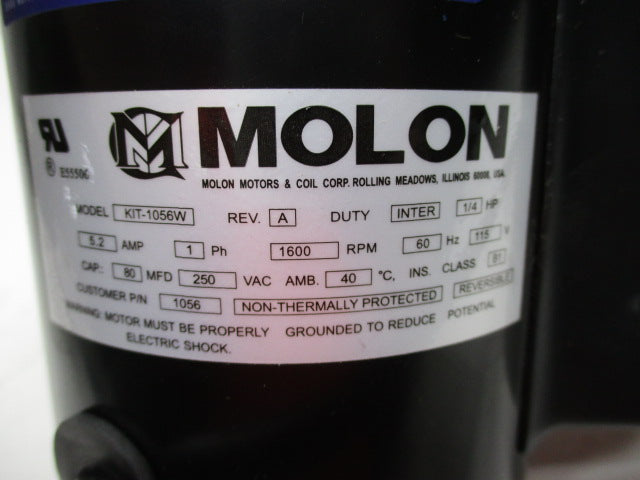 MOLON
MOLON MOTORS & COIL CORP. ROLLING MEADOWS, ILLINOIS 60008, USA.
® E55506
MODEL KIT-1056W REV. A DUTY INTER 1/4 HP
5.2 AMP 1 Ph 1600 RPM 60 Hz 115 V
CAP.: 80 MFD 250 VAC AMB. 40 °C, INS. CLASS B1
CUSTOMER P/N 1056 NON-THERMALLY PROTECTED REVERSIBLE
WARNING: MOTOR MUST BE PROPERLY GROUNDED TO REDUCE POTENTIAL
ELECTRIC SHOCK.